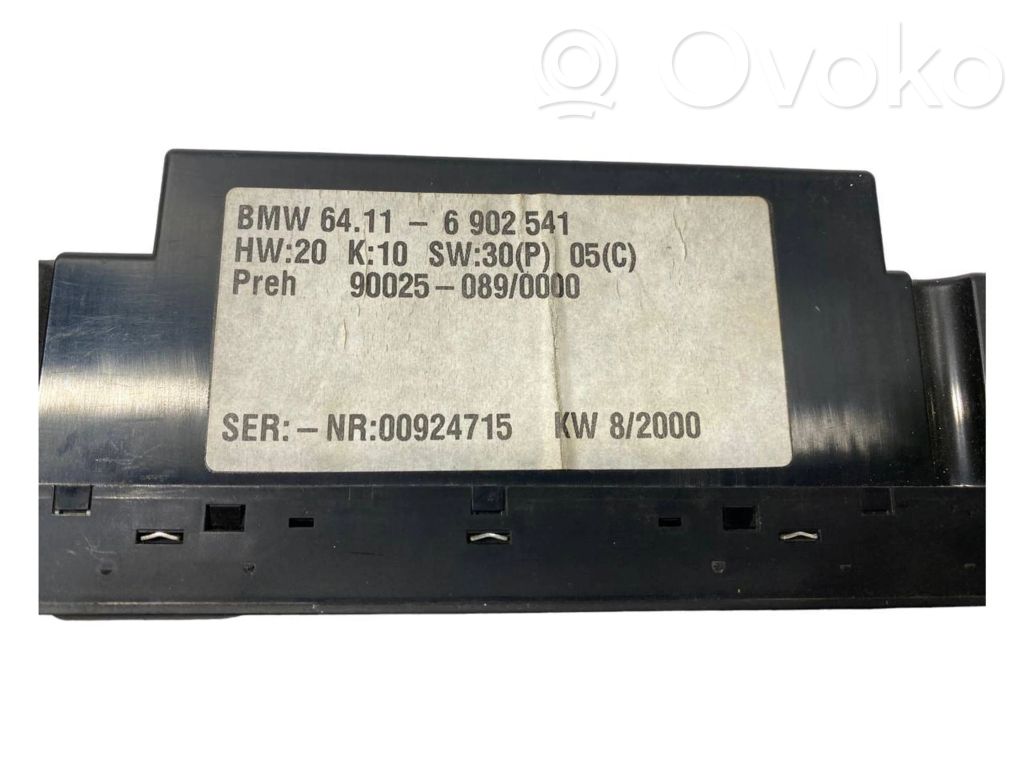 Ovoko
BMW 64.11 - 6 902 541
HW:20 K:10 SW:30(P) 05(C)
Preh 90025-089/0000
SER:-NR:00924715 KW 8/2000